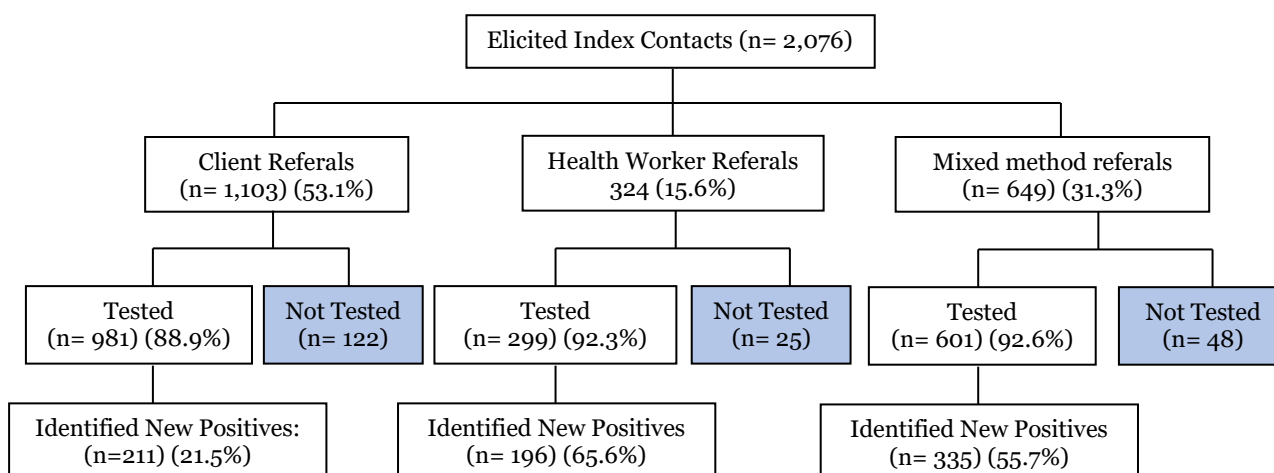 Elicited Index Contacts (n= 2,076)
Client Referals
(n= 1,103) (53.1%)
Health Worker Referals
324 (15.6%)
Mixed method referals
(n= 649) (31.3%)
Tested
(n= 981) (88.9%)
Not Tested
(n= 122)
Tested
(n= 299) (92.3%)
Not Tested
(n= 25)
Tested
(n= 601) (92.6%)
Not Tested
(n= 48)
Identified New Positives:
(n=211) (21.5%)
Identified New Positives
(n= 196) (65.6%)
Identified New Positives
(n= 335) (55.7%)